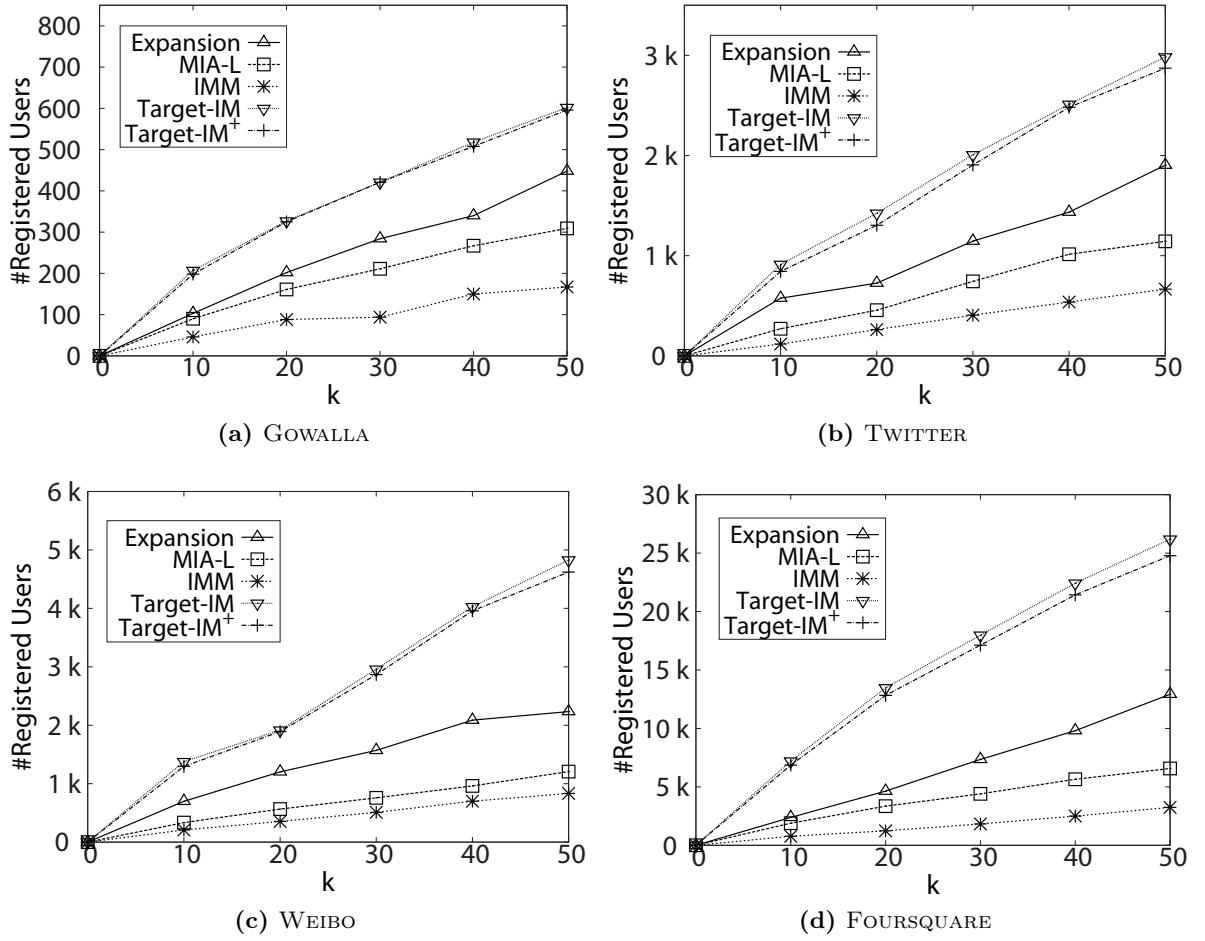 #Registered Users
800
700
600
500
400
300
200
100
0
Expansion
MIA-L
IMM
Target-IM
Target-IM+
0 10 20 30 40 50
k
(a) GOWALLA
#Registered Users
3 k
2 k
1 k
0
Expansion
MIA-L
IMM
Target-IM
Target-IM+
0 10 20 30 40 50
k
(b) TWITTER
#Registered Users
6 k
5 k
4 k
3 k
2 k
1 k
0
Expansion
MIA-L
IMM
Target-IM
Target-IM+
0 10 20 30 40 50
k
(c) WEIBO
#Registered Users
30 k
25 k
20 k
15 k
10 k
5 k
0
Expansion
MIA-L
IMM
Target-IM
Target-IM+
0 10 20 30 40 50
k
(d) FOURSQUARE